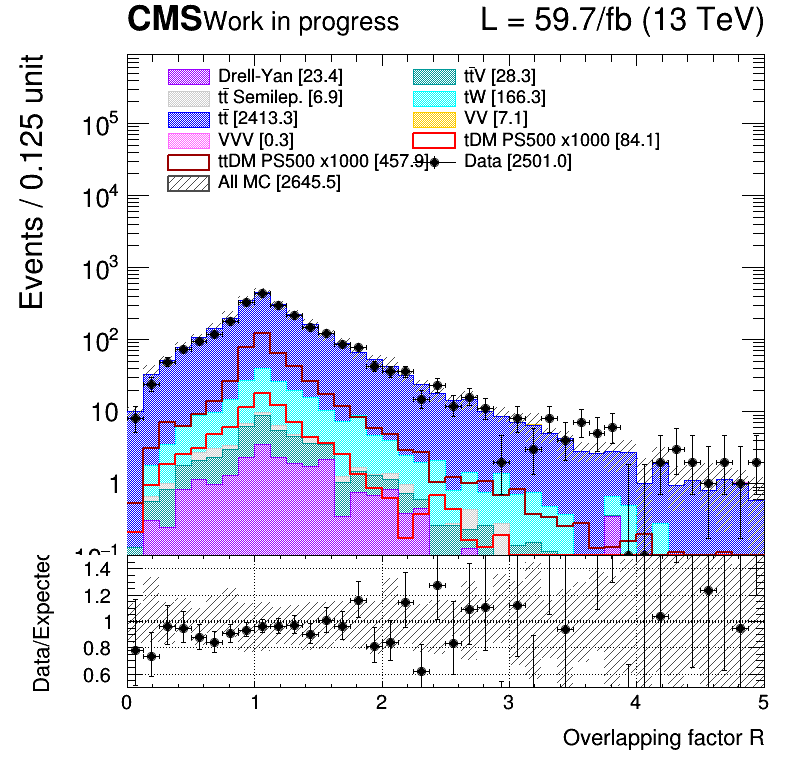 CMS Work in progress L = 59.7/fb (13 TeV)
Drell-Yan [23.4] tt̄V [28.3]
tt̄ Semilep. [6.9] tW [166.3]
tt̄ [2413.3] VV [7.1]
VVV [0.3] tDM PS500 x1000 [84.1]
ttDM PS500 x1000 [457.9] Data [2501.0]
All MC [2645.5]
Events / 0.125 unit
10⁵
10⁴
10³
10²
10
1
10⁻¹
Data/Expected
1.4
1.2
1
0.8
0.6
0 1 2 3 4 5
Overlapping factor R